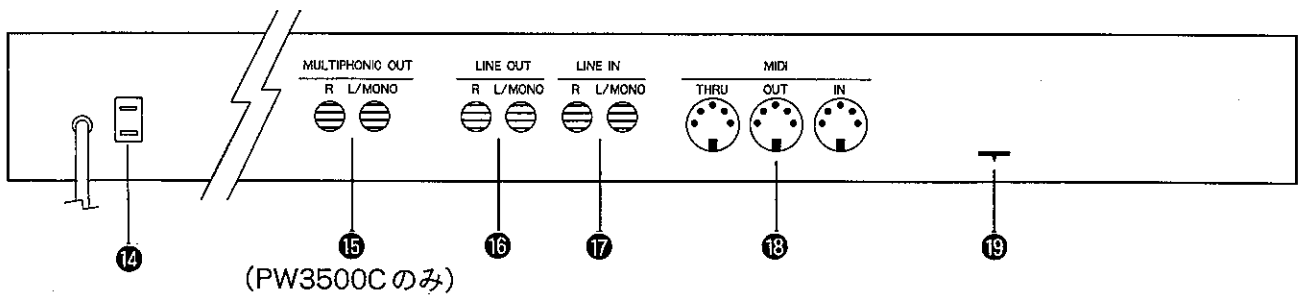 MULTIPHONIC OUT LINE OUT LINE IN MIDI
R L/MONO R L/MONO R L/MONO THRU OUT IN
⓮ ⓯ ⓰ ⓱ ⓲ ⓳
(PW3500Cのみ)